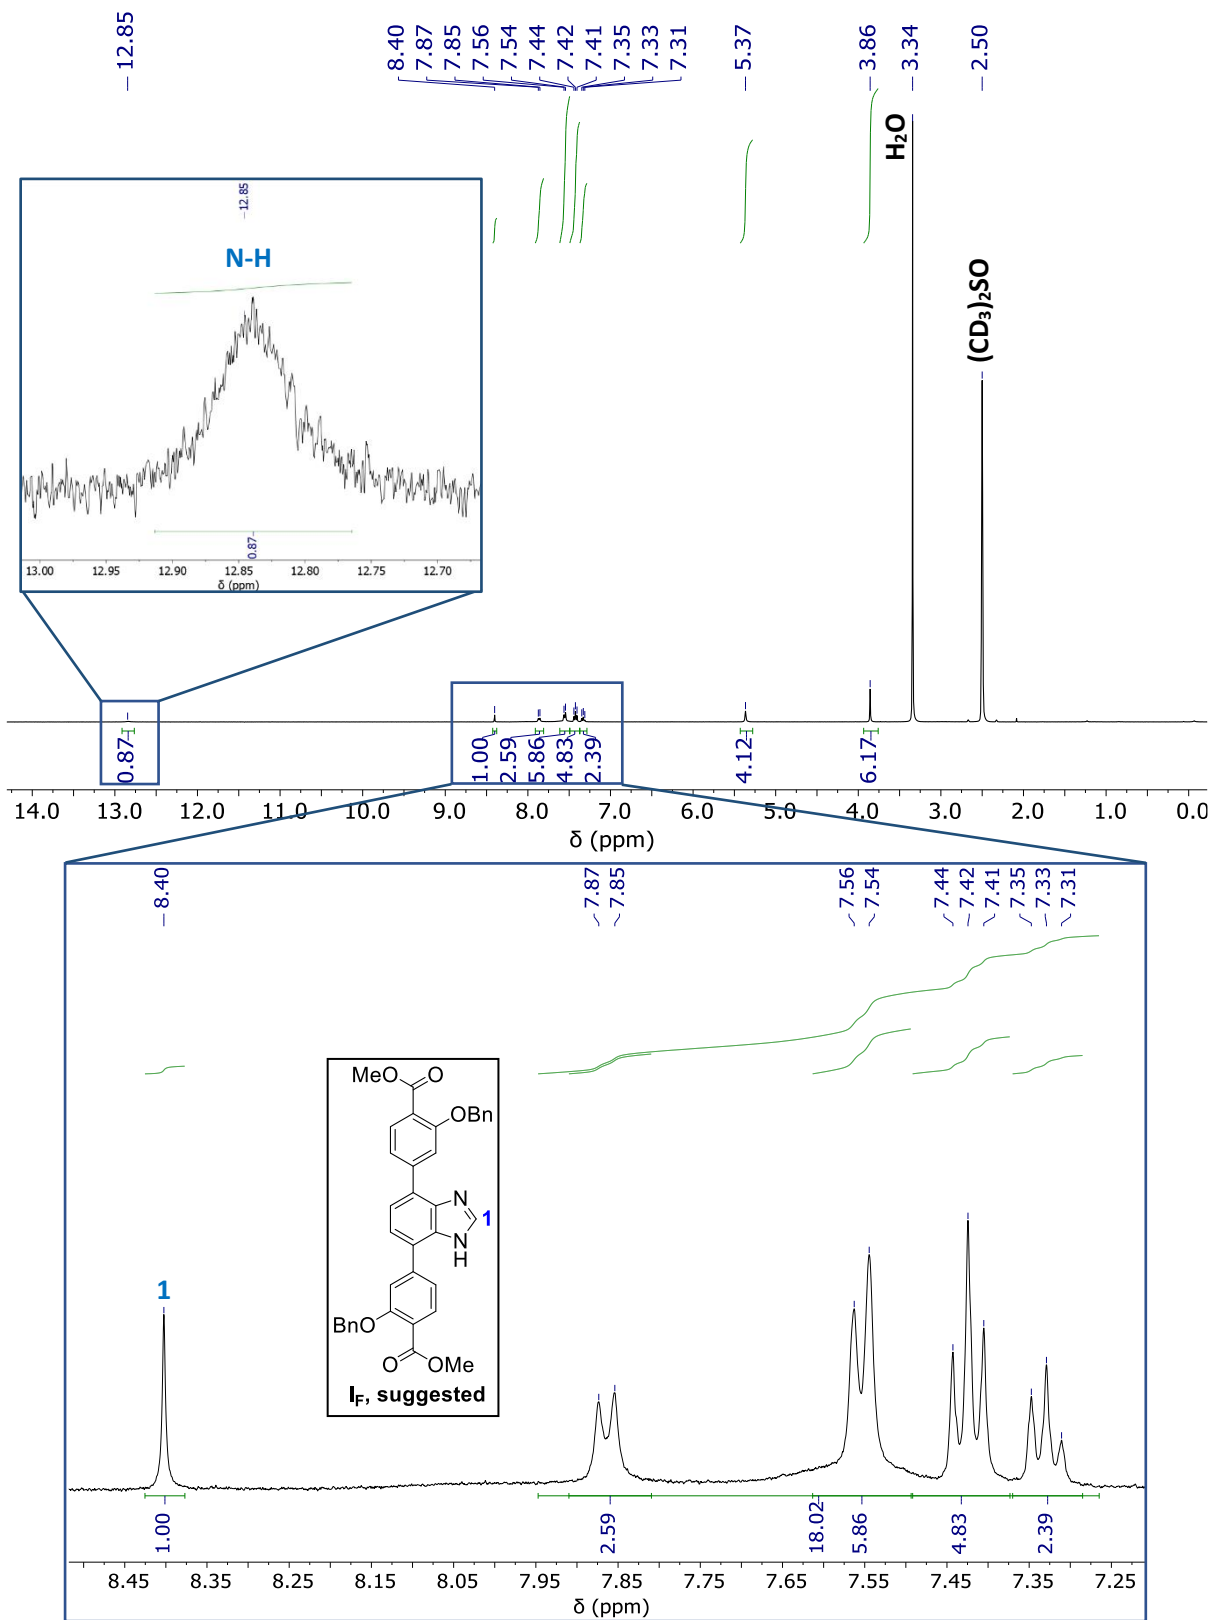 12.85
8.40
7.87
7.85
7.56
7.54
7.44
7.42
7.41
7.35
7.33
7.31
5.37
3.86
3.34
2.50
H₂O
(CD₃)₂SO
12.85
N-H
0.87
13.00 12.95 12.90 12.85 12.80 12.75 12.70
δ (ppm)
0.87
1.00
2.59
5.86
4.83
2.39
4.12
6.17
14.0 13.0 12.0 11.0 10.0 9.0 8.0 7.0 6.0 5.0 4.0 3.0 2.0 1.0 0.0
δ (ppm)
8.40
7.87
7.85
7.56
7.54
7.44
7.42
7.41
7.35
7.33
7.31
MeO O
OBn
N
1
N
H
BnO
O OMe
I_F, suggested
1
1.00
2.59
18.02
5.86
4.83
2.39
8.45 8.35 8.25 8.15 8.05 7.95 7.85 7.75 7.65 7.55 7.45 7.35 7.25
δ (ppm)